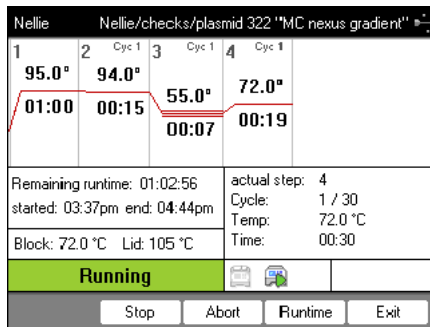 Nellie Nellie/checks/plasmid 322 "MC nexus gradient"
1 2 Cyc 1 3 Cyc 1 4 Cyc 1
95.0° 94.0° 55.0° 72.0°
01:00 00:15 00:07 00:19
Remaining runtime: 01:02:56
started: 03:37pm end: 04:44pm
Block: 72.0 °C Lid: 105 °C
actual step: 4
Cycle: 1 / 30
Temp: 72.0 °C
Time: 00:30
Running
Stop Abort Runtime Exit